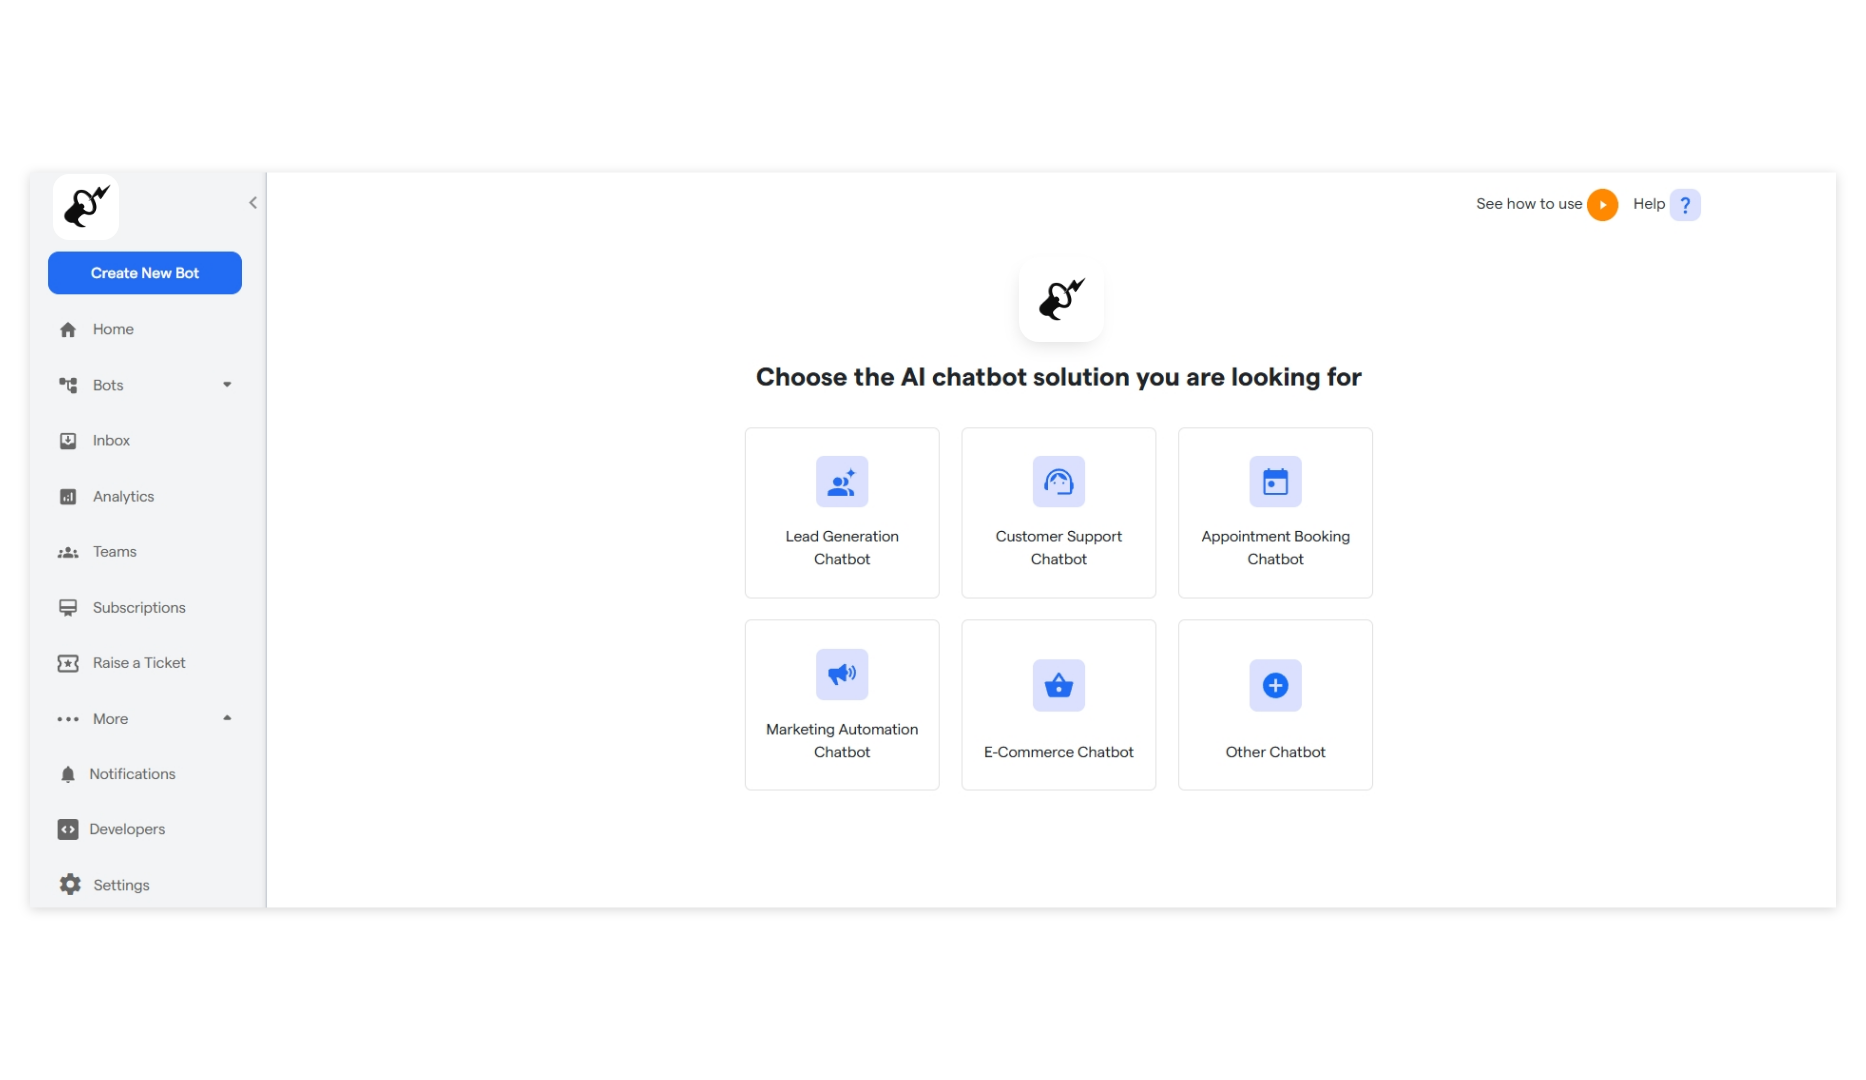 See how to use
Help ?
Create New Bot
Home
Bots
Inbox
Analytics
Teams
Subscriptions
Raise a Ticket
More
Notifications
Developers
Settings
Choose the AI chatbot solution you are looking for
Lead Generation
Chatbot
Customer Support
Chatbot
Appointment Booking
Chatbot
Marketing Automation
Chatbot
E-Commerce Chatbot
Other Chatbot